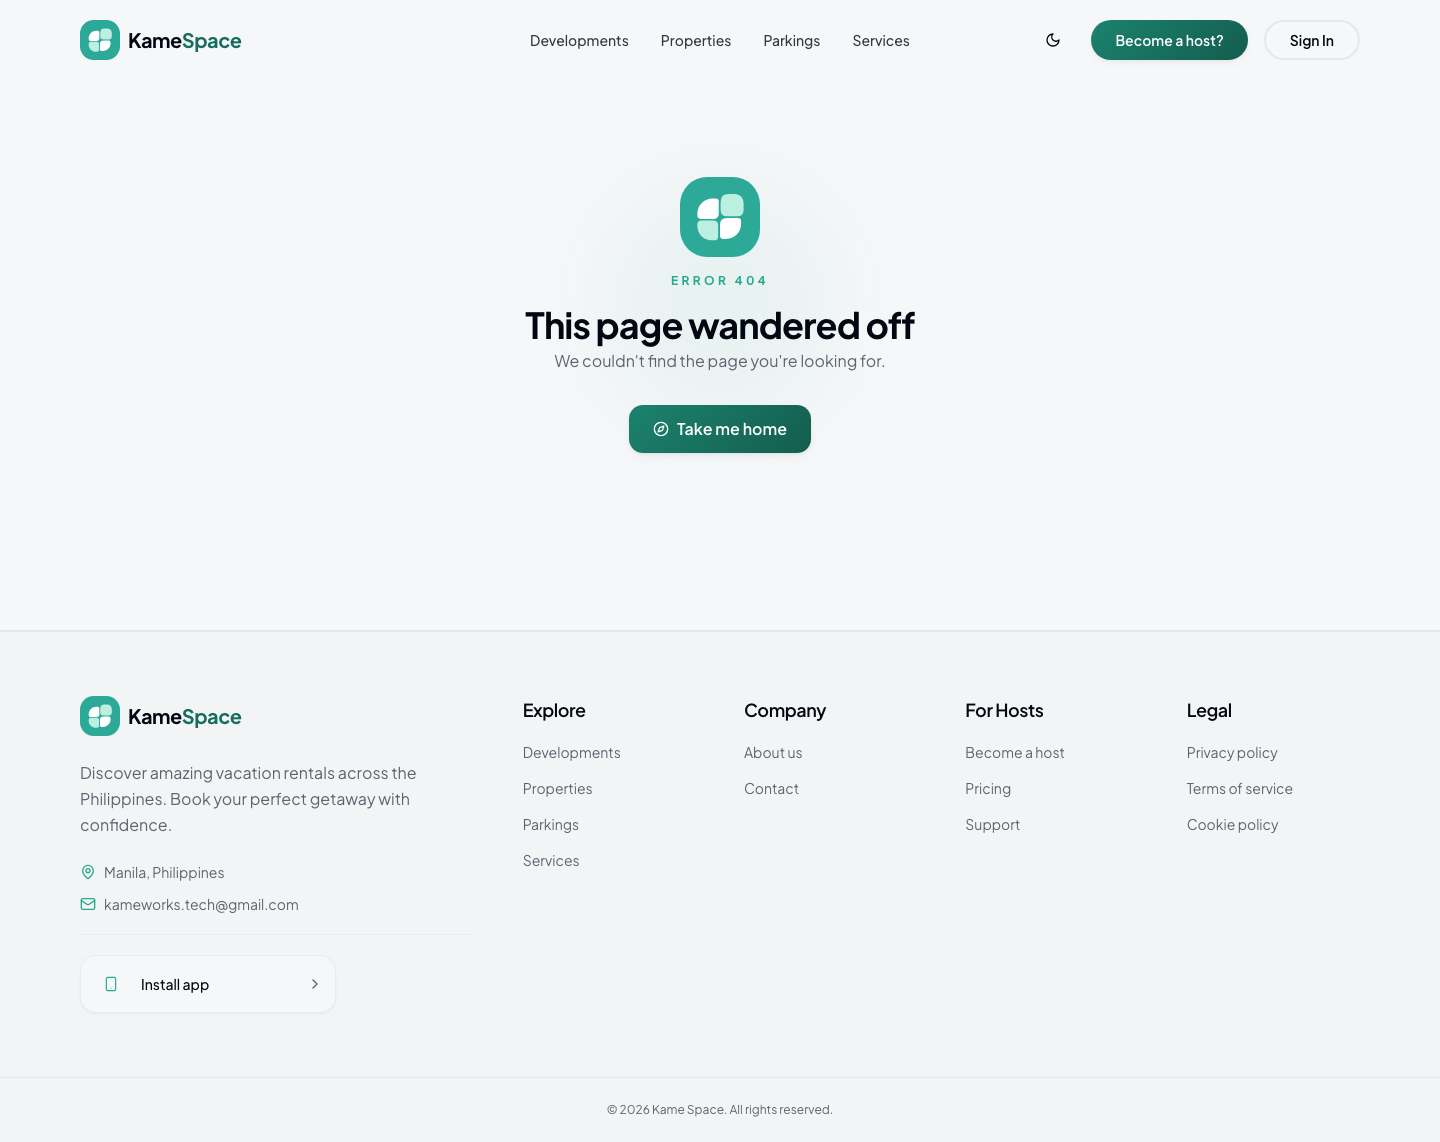 KameSpace
Developments
Properties
Parkings
Services
Become a host?
Sign In
ERROR 404
This page wandered off
We couldn't find the page you're looking for.
Take me home
KameSpace
Discover amazing vacation rentals across the
Philippines. Book your perfect getaway with
confidence.
Manila, Philippines
kameworks.tech@gmail.com
Install app
Explore
Developments
Properties
Parkings
Services
Company
About us
Contact
For Hosts
Become a host
Pricing
Support
Legal
Privacy policy
Terms of service
Cookie policy
© 2026 Kame Space. All rights reserved.